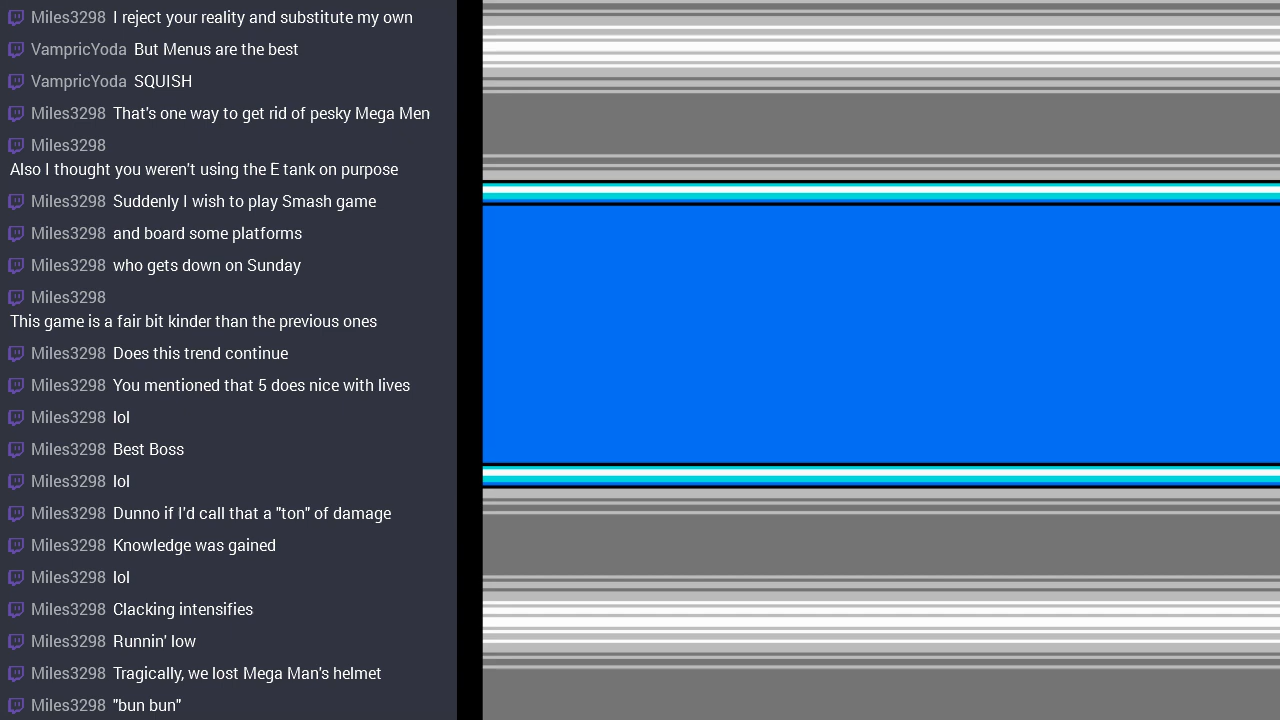 Miles3298 I reject your reality and substitute my own
VampricYoda But Menus are the best
VampricYoda SQUISH
Miles3298 That's one way to get rid of pesky Mega Men
Miles3298
Also I thought you weren't using the E tank on purpose
Miles3298 Suddenly I wish to play Smash game
Miles3298 and board some platforms
Miles3298 who gets down on Sunday
Miles3298
This game is a fair bit kinder than the previous ones
Miles3298 Does this trend continue
Miles3298 You mentioned that 5 does nice with lives
Miles3298 lol
Miles3298 Best Boss
Miles3298 lol
Miles3298 Dunno if I'd call that a "ton" of damage
Miles3298 Knowledge was gained
Miles3298 lol
Miles3298 Clacking intensifies
Miles3298 Runnin' low
Miles3298 Tragically, we lost Mega Man's helmet
Miles3298 "bun bun"